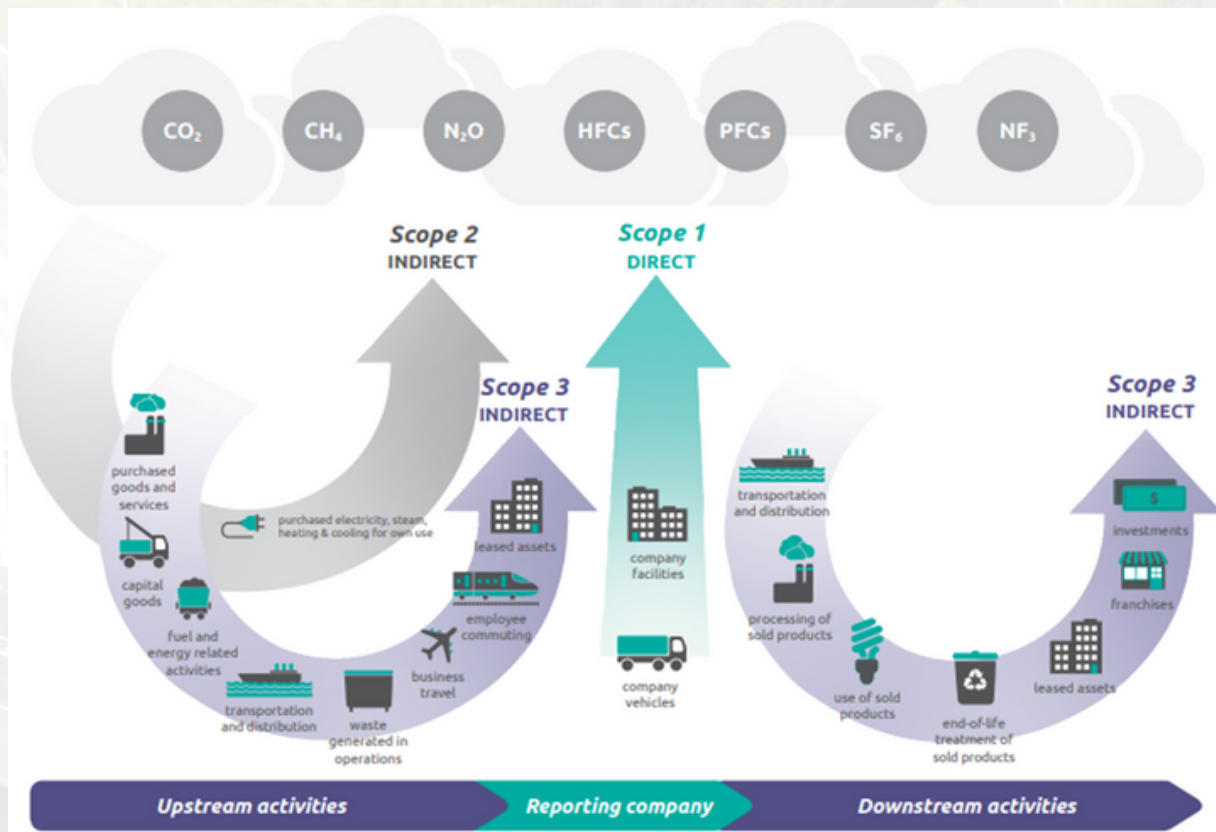 CO₂ CH₄ N₂O HFCs PFCs SF₆ NF₃
Scope 2
INDIRECT
Scope 1
DIRECT
Scope 3
INDIRECT
Scope 3
INDIRECT
purchased
goods and
services
capital
goods
fuel and
energy related
activities
purchased electricity, steam,
heating & cooling for own use
transportation
and distribution
waste
generated in
operations
business
travel
employee
commuting
leased assets
company
facilities
company
vehicles
transportation
and distribution
processing of
sold products
use of sold
products
end-of-life
treatment of
sold products
leased assets
franchises
$
investments
Upstream activities
Reporting company
Downstream activities